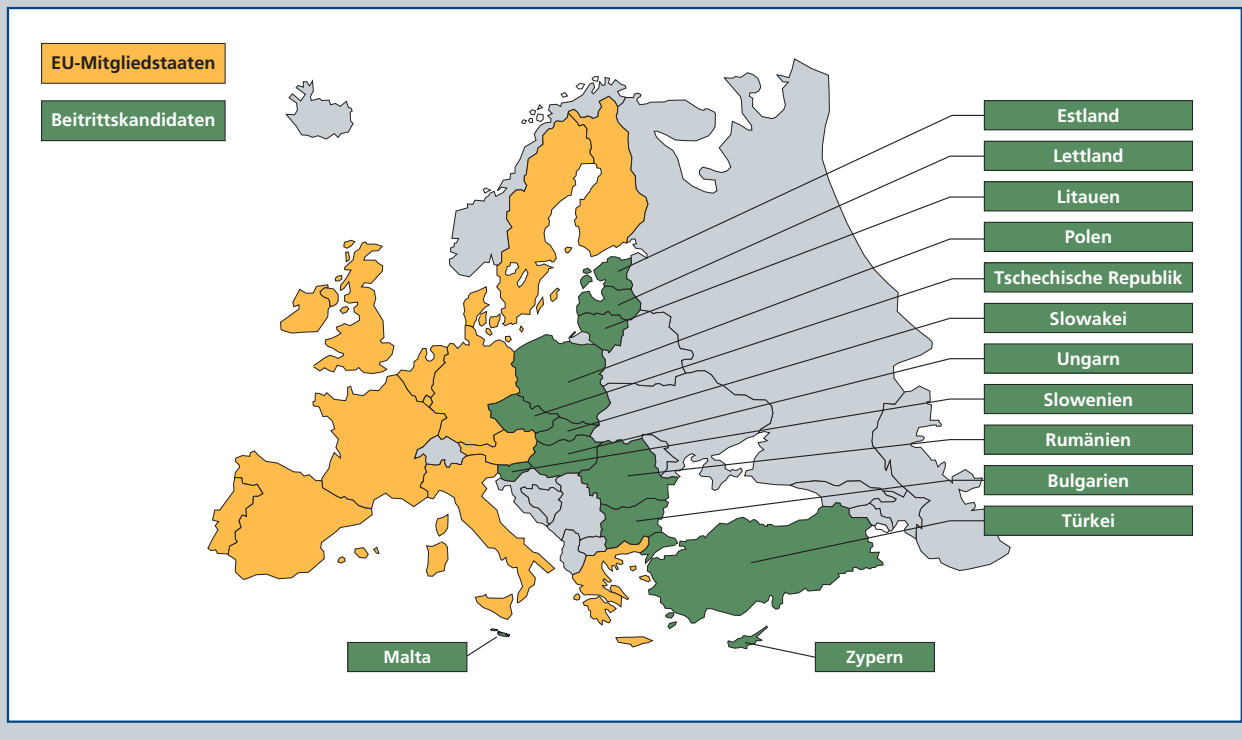 EU-Mitgliedstaaten
Beitrittskandidaten
Estland
Lettland
Litauen
Polen
Tschechische Republik
Slowakei
Ungarn
Slowenien
Rumänien
Bulgarien
Türkei
Malta
Zypern